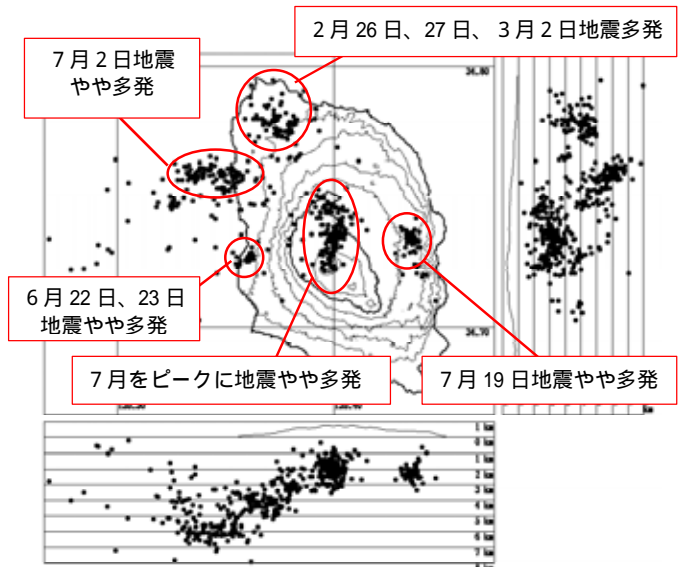 2月26日、27日、3月2日地震多発
7月2日地震
やや多発
34.80
6月22日、23日
地震やや多発
34.70
7月をピークに地震やや多発
7月19日地震やや多発
km
1 km
0 km
1 km
2 km
3 km
4 km
5 km
6 km
7 km